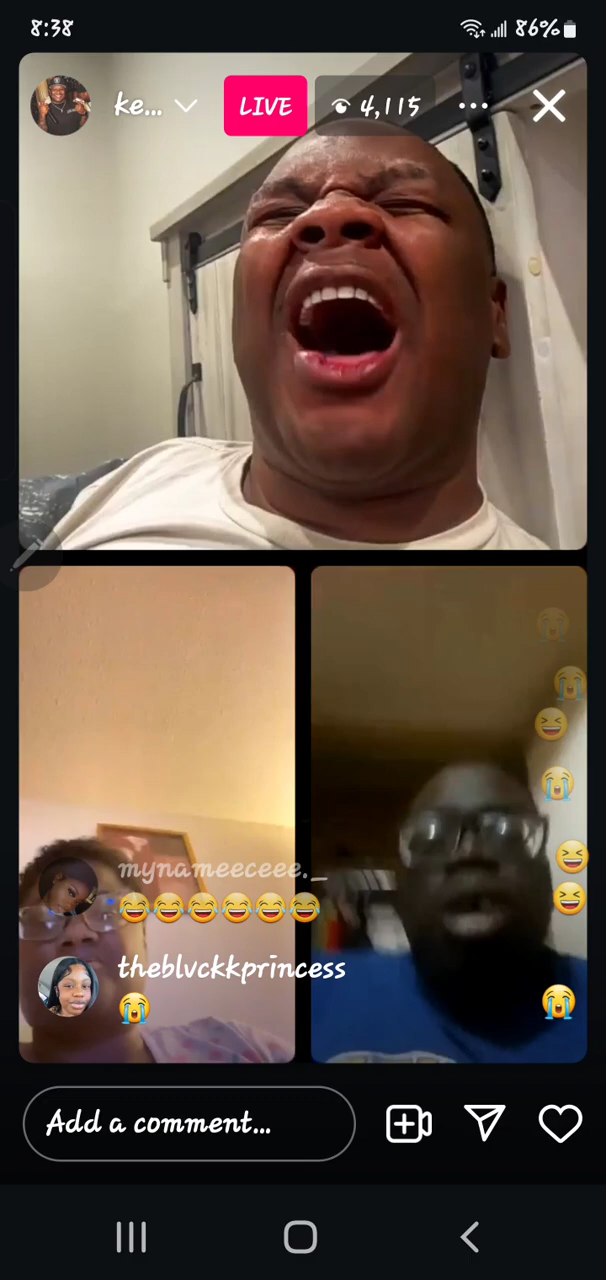 8:38
86%
ke...
LIVE
4,115
mynameeceee._
😂😂😂😂😂😂
theblvckkprincess
😭
Add a comment...